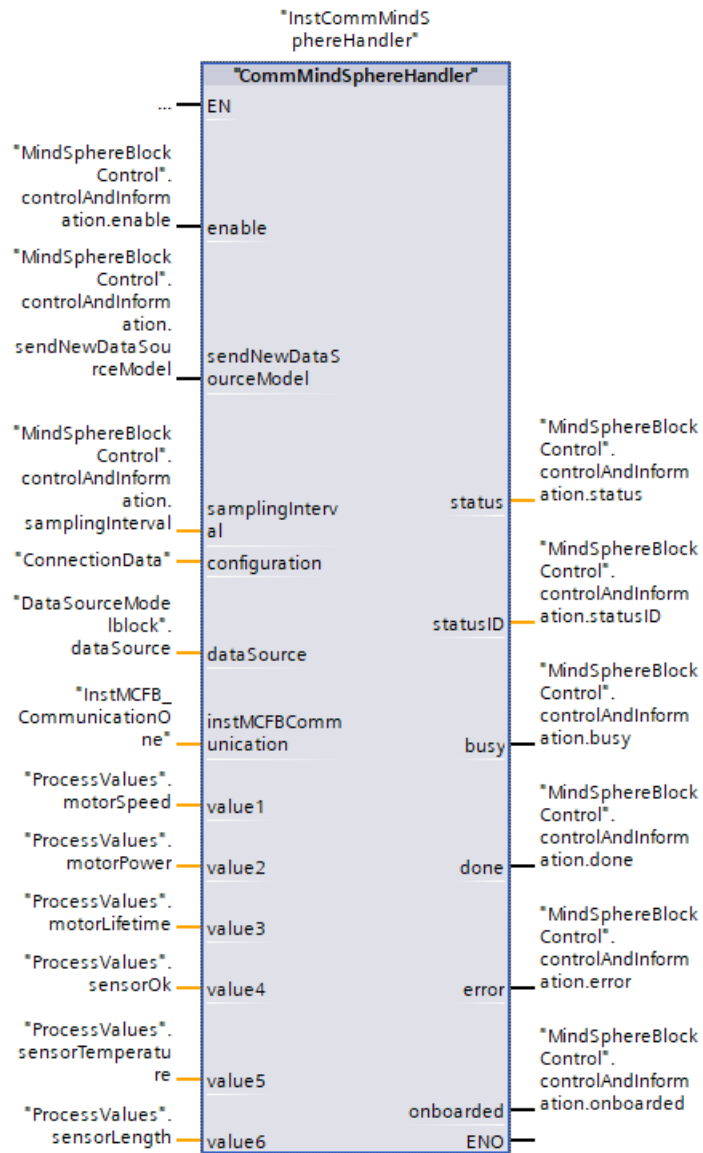 "InstCommMindS
phereHandler"
"CommMindSphereHandler"
... EN
"MindSphereBlock
Control".
controlAndInform
ation.enable
enable
"MindSphereBlock
Control".
controlAndInform
ation.
sendNewDataSou
rceModel
sendNewDataS
ourceModel
"MindSphereBlock
Control".
controlAndInform
ation.
samplingInterval
samplingInterv
al
"ConnectionData"
configuration
"DataSourceMode
lblock".
dataSource
dataSource
"InstMCFB_
CommunicationO
ne"
instMCFBComm
unication
"ProcessValues".
motorSpeed
value1
"ProcessValues".
motorPower
value2
"ProcessValues".
motorLifetime
value3
"ProcessValues".
sensorOk
value4
"ProcessValues".
sensorTemperatu
re
value5
"ProcessValues".
sensorLength
value6
status
"MindSphereBlock
Control".
controlAndInform
ation.status
statusID
"MindSphereBlock
Control".
controlAndInform
ation.statusID
busy
"MindSphereBlock
Control".
controlAndInform
ation.busy
done
"MindSphereBlock
Control".
controlAndInform
ation.done
error
"MindSphereBlock
Control".
controlAndInform
ation.error
onboarded
"MindSphereBlock
Control".
controlAndInform
ation.onboarded
ENO